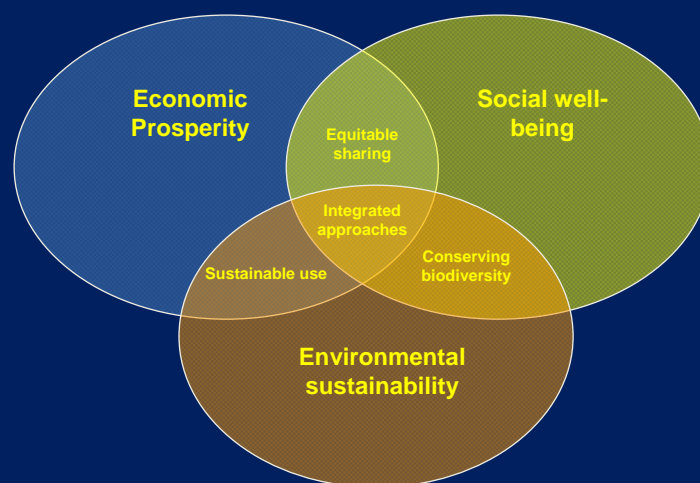 Economic
Prosperity
Social well-
being
Equitable
sharing
Integrated
approaches
Sustainable use
Conserving
biodiversity
Environmental
sustainability